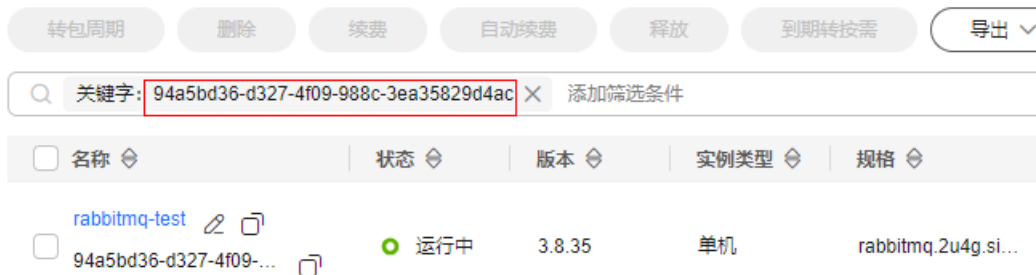 转包周期 删除 续费 自动续费 释放 到期转按需 导出
关键字: 94a5bd36-d327-4f09-988c-3ea35829d4ac 添加筛选条件
名称 状态 版本 实例类型 规格
rabbitmq-test
运行中 3.8.35 单机 rabbitmq.2u4g.si...
94a5bd36-d327-4f09-...